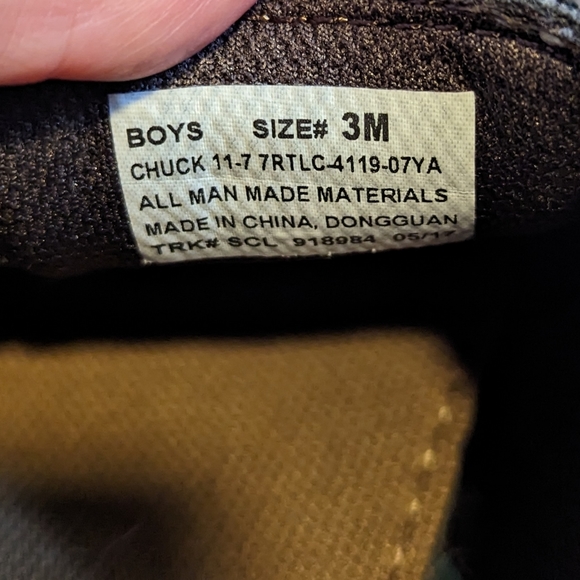 BOYS SIZE# 3M
CHUCK 11-7 7RTLC-4119-07YA
ALL MAN MADE MATERIALS
MADE IN CHINA, DONGGUAN
TRK# SCL 918984 05/17